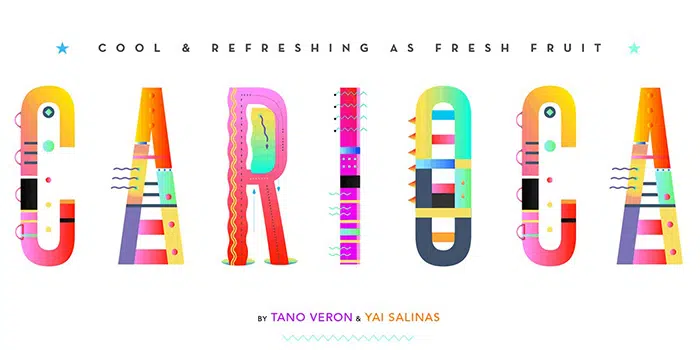 COOL & REFRESHING AS FRESH FRUIT
CARIOCA
BY TANO VERON & YAI SALINAS